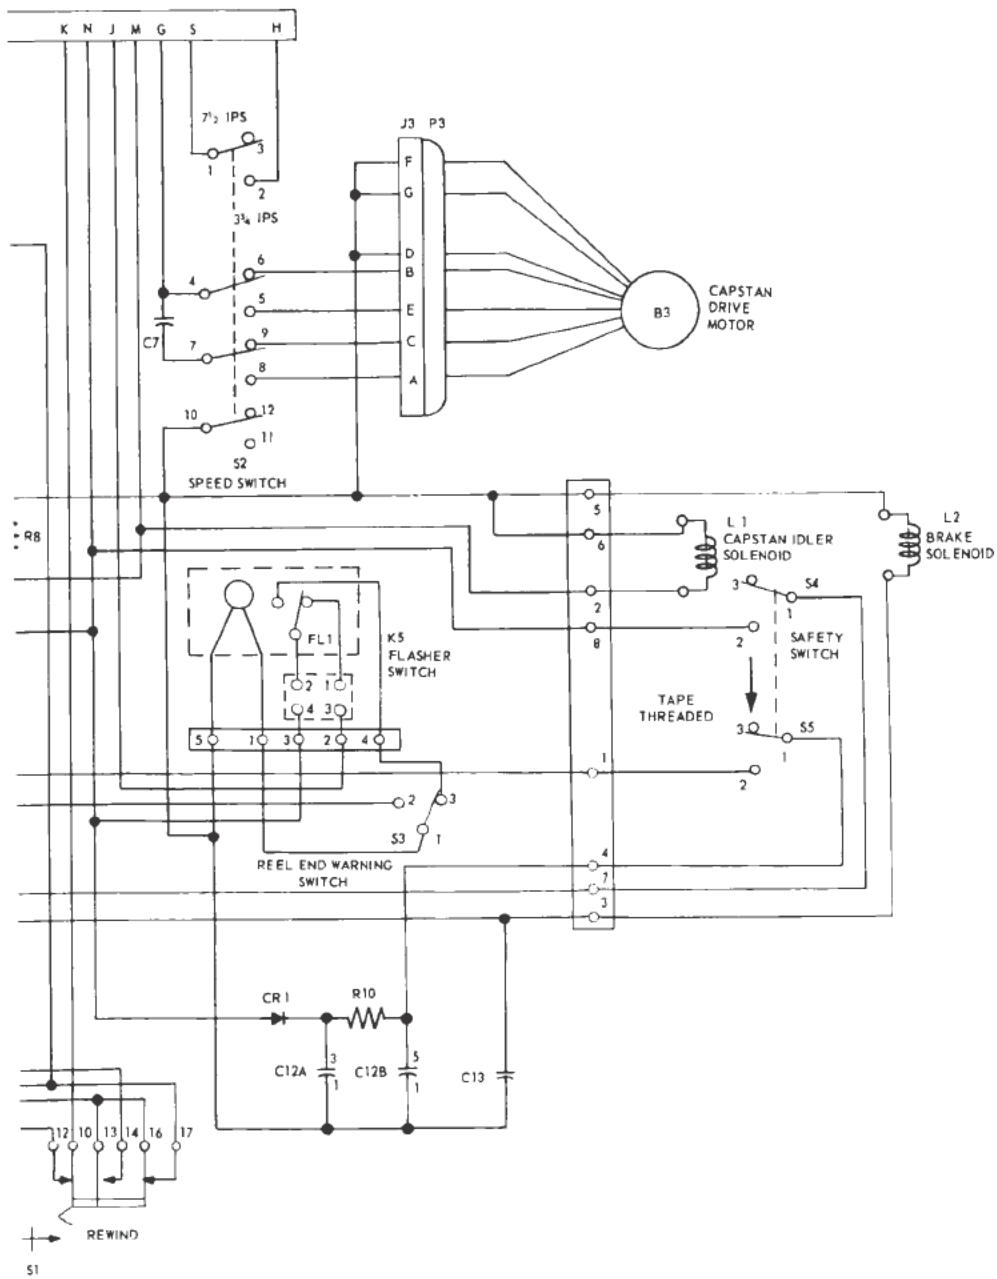 K N J M G S H
7½ IPS
3
1
2
3¾ IPS
J3 P3
F
G
D
B
E
C
A
B3
CAPSTAN
DRIVE
MOTOR
6
4
5
C7
9
7
8
10
12
11
S2
SPEED SWITCH
R8
5
6
2
8
L1
CAPSTAN IDLER
SOLENOID
L2
BRAKE
SOLENOID
3
S4
1
2
SAFETY
SWITCH
TAPE
THREADED
3
S5
1
2
FL1
K5
FLASHER
SWITCH
2 1
4 3
5 1 3 2 4
1
2
3
S3
1
REEL END WARNING
SWITCH
4
7
3
CR1
R10
C12A
3
1
C12B
5
1
C13
12 10 13 14 16 17
REWIND
S1